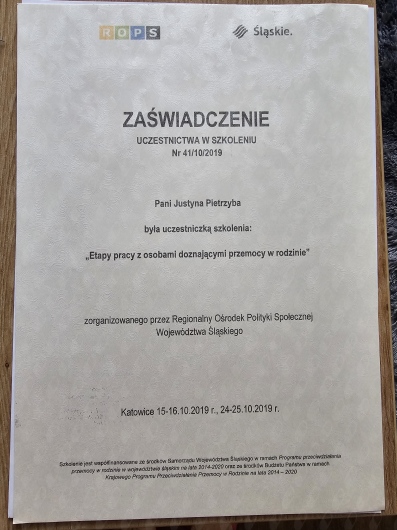 ROPS
Śląskie.
ZAŚWIADCZENIE
UCZESTNICTWA W SZKOLENIU
Nr 41/10/2019
Pani Justyna Pietrzyba
była uczestniczką szkolenia:
„Etapy pracy z osobami doznającymi przemocy w rodzinie”
zorganizowanego przez Regionalny Ośrodek Polityki Społecznej
Województwa Śląskiego
Katowice 15-16.10.2019 r., 24-25.10.2019 r.
Szkolenie jest współfinansowane ze środków Samorządu Województwa Śląskiego w ramach Programu przeciwdziałania
przemocy w rodzinie w województwie śląskim na lata 2014-2020 oraz ze środków Budżetu Państwa w ramach
Krajowego Programu Przeciwdziałania Przemocy w Rodzinie na lata 2014 – 2020